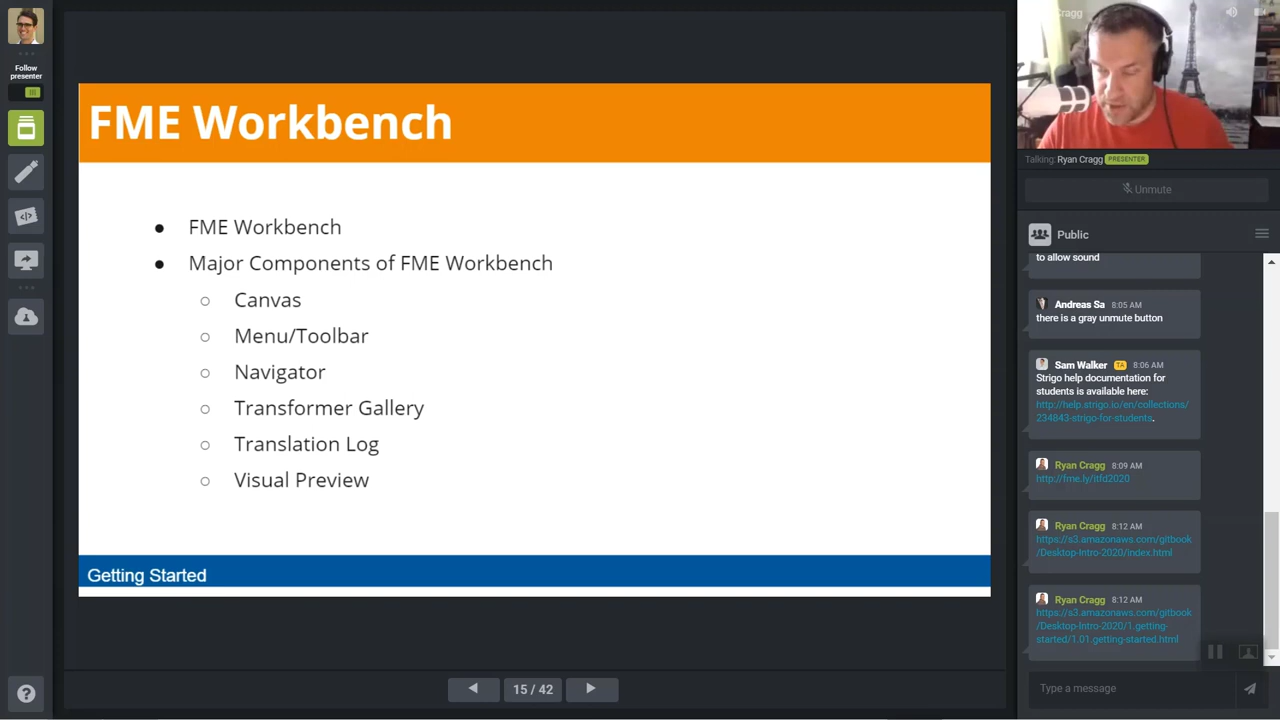 Follow
presenter
FME Workbench
● FME Workbench
● Major Components of FME Workbench
○ Canvas
○ Menu/Toolbar
○ Navigator
○ Transformer Gallery
○ Translation Log
○ Visual Preview
Getting Started
15 / 42
Cragg
Talking: Ryan Cragg PRESENTER
Unmute
Public
to allow sound
Andreas Sa 8:05 AM
there is a gray unmute button
Sam Walker TA 8:06 AM
Strigo help documentation for
students is available here:
http://help.strigo.io/en/collections/
234843-strigo-for-students.
Ryan Cragg 8:09 AM
http://fme.ly/itfd2020
Ryan Cragg 8:12 AM
https://s3.amazonaws.com/gitbook
/Desktop-Intro-2020/index.html
Ryan Cragg 8:12 AM
https://s3.amazonaws.com/gitbook
/Desktop-Intro-2020/1.getting-
started/1.01.getting-started.html
Type a message